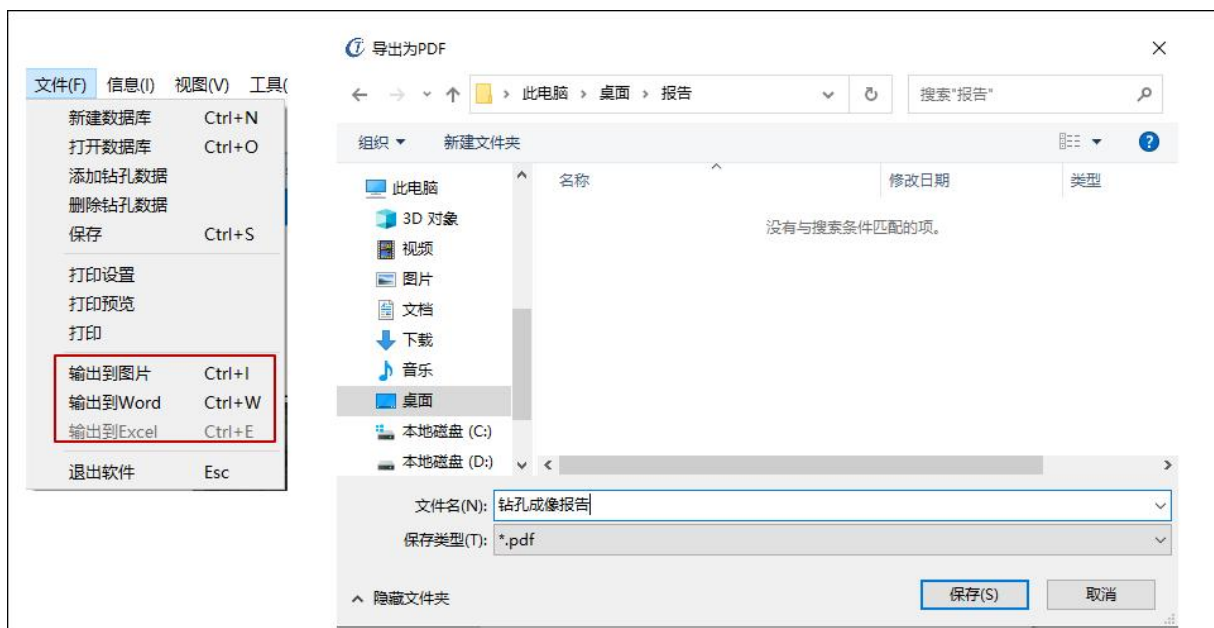 文件(F) 信息(I) 视图(V) 工具(
新建数据库 Ctrl+N
打开数据库 Ctrl+O
添加钻孔数据
删除钻孔数据
保存 Ctrl+S
打印设置
打印预览
打印
输出到图片 Ctrl+I
输出到Word Ctrl+W
输出到Excel Ctrl+E
退出软件 Esc
导出为PDF
此电脑 › 桌面 › 报告
搜索"报告"
组织 新建文件夹
名称 修改日期 类型
没有与搜索条件匹配的项。
此电脑
3D 对象
视频
图片
文档
下载
音乐
桌面
本地磁盘 (C:)
本地磁盘 (D:)
文件名(N): 钻孔成像报告
保存类型(T): *.pdf
隐藏文件夹 保存(S) 取消